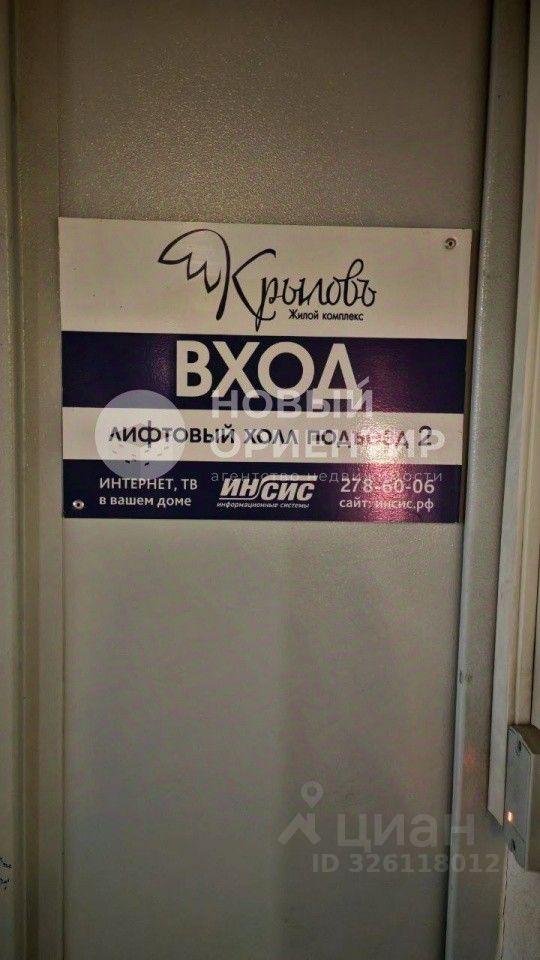 Крыловъ
Жилой комплекс
ВХОД
ЛИФТОВЫЙ ХОЛЛ ПОДЪЕЗД 2
НОВЫЙ
ОРИЕНТИР
агентство недвижимости
ИНТЕРНЕТ, ТВ
в вашем доме
ИНСИС
информационные системы
278-60-06
сайт: инсис.рф
циан
ID 326118012